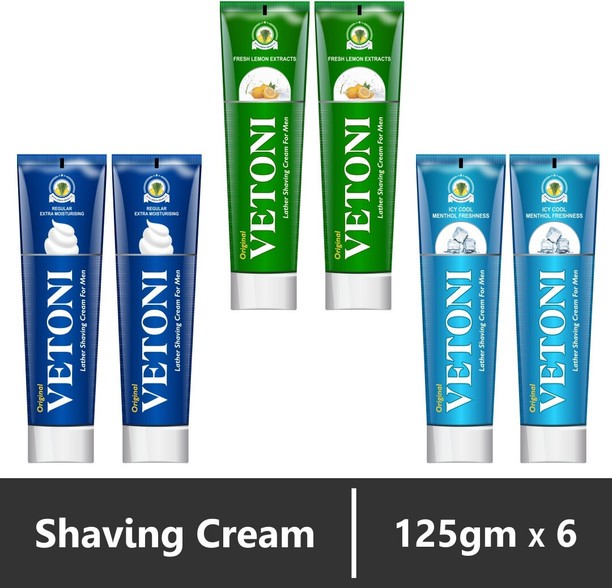 FRESH LEMON EXTRACTS
Original
VETONI
Lather Shaving Cream For Men
FRESH LEMON EXTRACTS
Original
VETONI
Lather Shaving Cream For Men
REGULAR
EXTRA MOISTURISING
Original
VETONI
Lather Shaving Cream For Men
REGULAR
EXTRA MOISTURISING
Original
VETONI
Lather Shaving Cream For Men
ICY COOL
MENTHOL FRESHNESS
Original
VETONI
Lather Shaving Cream For Men
ICY COOL
MENTHOL FRESHNESS
Original
VETONI
Lather Shaving Cream For Men
Shaving Cream
125gm x 6